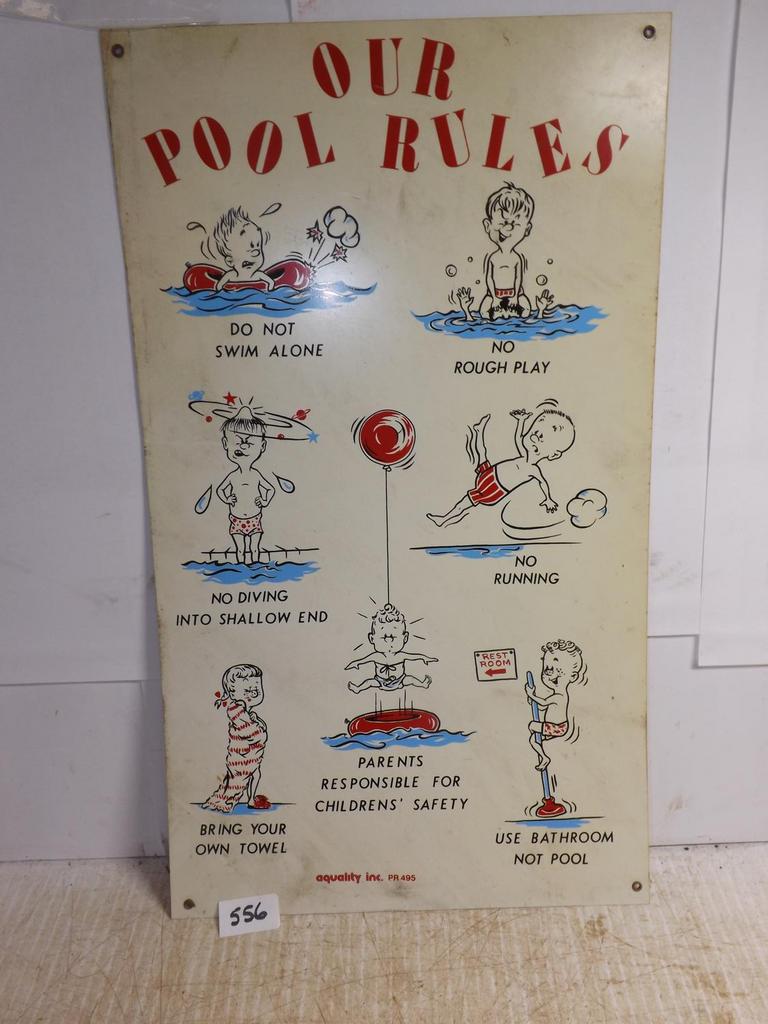 OUR
POOL RULES
DO NOT
SWIM ALONE
NO
ROUGH PLAY
NO DIVING
INTO SHALLOW END
NO
RUNNING
REST
ROOM
BRING YOUR
OWN TOWEL
PARENTS
RESPONSIBLE FOR
CHILDRENS' SAFETY
USE BATHROOM
NOT POOL
aquality inc. PR 495
556